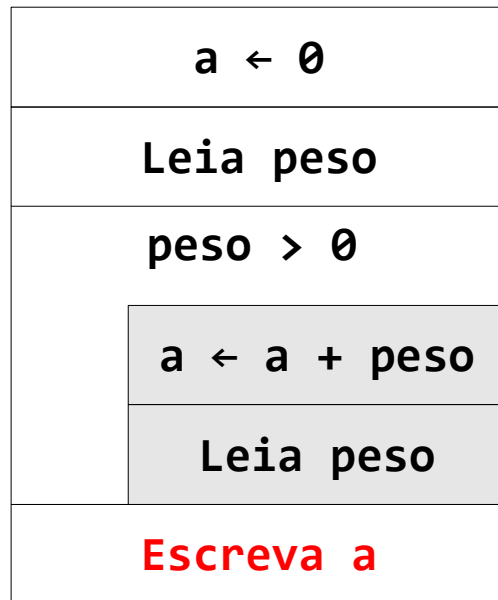 a ← 0
Leia peso
peso > 0
a ← a + peso
Leia peso
Escreva a